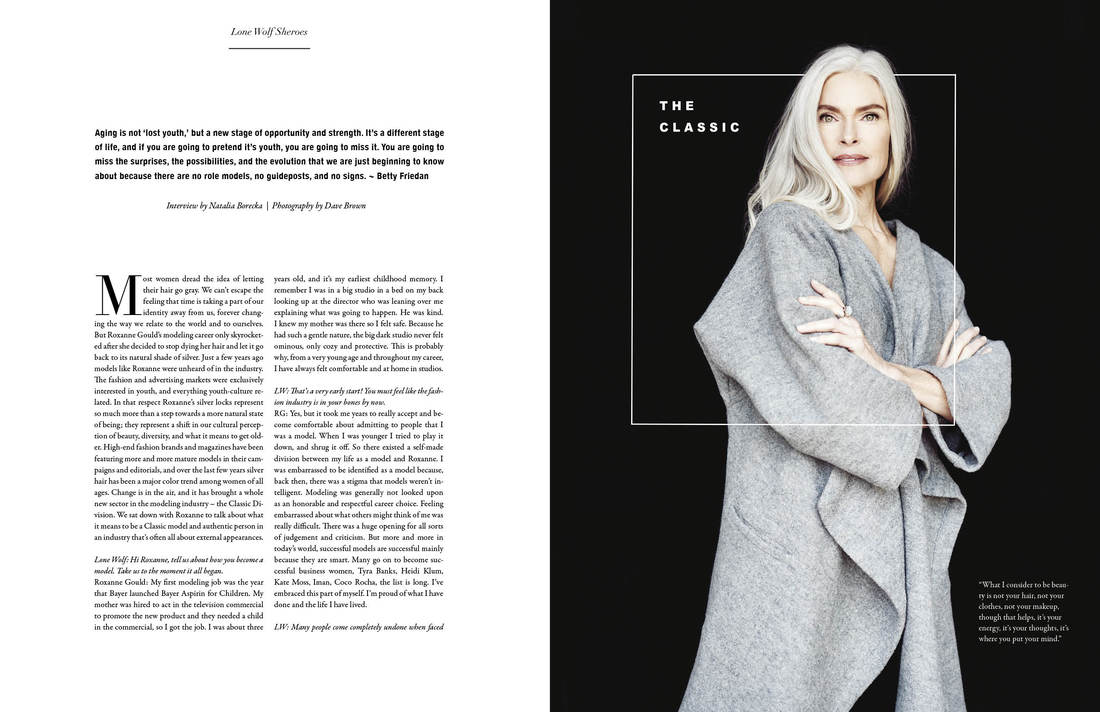 Lone Wolf Sheroes
Aging is not ‘lost youth,’ but a new stage of opportunity and strength. It’s a different stage
of life, and if you are going to pretend it’s youth, you are going to miss it. You are going to
miss the surprises, the possibilities, and the evolution that we are just beginning to know
about because there are no role models, no guideposts, and no signs. ~ Betty Friedan
Interview by Natalia Borecka | Photography by Dave Brown
Most women dread the idea of letting
their hair go gray. We can’t escape the
feeling that time is taking a part of our
identity away from us, forever chang-
ing the way we relate to the world and to ourselves.
But Roxanne Gould’s modeling career only skyrocket-
ed after she decided to stop dying her hair and let it go
back to its natural shade of silver. Just a few years ago
models like Roxanne were unheard of in the industry.
The fashion and advertising markets were exclusively
interested in youth, and everything youth-culture re-
lated. In that respect Roxanne’s silver locks represent
so much more than a step towards a more natural state
of being; they represent a shift in our cultural percep-
tion of beauty, diversity, and what it means to get old-
er. High-end fashion brands and magazines have been
featuring more and more mature models in their cam-
paigns and editorials, and over the last few years silver
hair has been a major color trend among women of all
ages. Change is in the air, and it has brought a whole
new sector in the modeling industry – the Classic Di-
vision. We sat down with Roxanne to talk about what
it means to be a Classic model and authentic person in
an industry that’s often all about external appearances.
Lone Wolf: Hi Roxanne, tell us about how you become a
model. Take us to the moment it all began.
Roxanne Gould: My first modeling job was the year
that Bayer launched Bayer Aspirin for Children. My
mother was hired to act in the television commercial
to promote the new product and they needed a child
in the commercial, so I got the job. I was about three
years old, and it’s my earliest childhood memory. I
remember I was in a big studio in a bed on my back
looking up at the director who was leaning over me
explaining what was going to happen. He was kind.
I knew my mother was there so I felt safe. Because he
had such a gentle nature, the big dark studio never felt
ominous, only cozy and protective. This is probably
why, from a very young age and throughout my career,
I have always felt comfortable and at home in studios.
LW: That’s a very early start! You must feel like the fash-
ion industry is in your bones by now.
RG: Yes, but it took me years to really accept and be-
come comfortable about admitting to people that I
was a model. When I was younger I tried to play it
down, and shrug it off. So there existed a self-made
division between my life as a model and Roxanne. I
was embarrassed to be identified as a model because,
back then, there was a stigma that models weren’t in-
telligent. Modeling was generally not looked upon
as an honorable and respectful career choice. Feeling
embarrassed about what others might think of me was
really difficult. There was a huge opening for all sorts
of judgement and criticism. But more and more in
today’s world, successful models are successful mainly
because they are smart. Many go on to become suc-
cessful business women, Tyra Banks, Heidi Klum,
Kate Moss, Iman, Coco Rocha, the list is long. I’ve
embraced this part of myself. I’m proud of what I have
done and the life I have lived.
LW: Many people come completely undone when faced
THE
CLASSIC
“What I consider to be beau-
ty is not your hair, not your
clothes, not your makeup,
though that helps, it’s your
energy, it’s your thoughts, it’s
where you put your mind.”